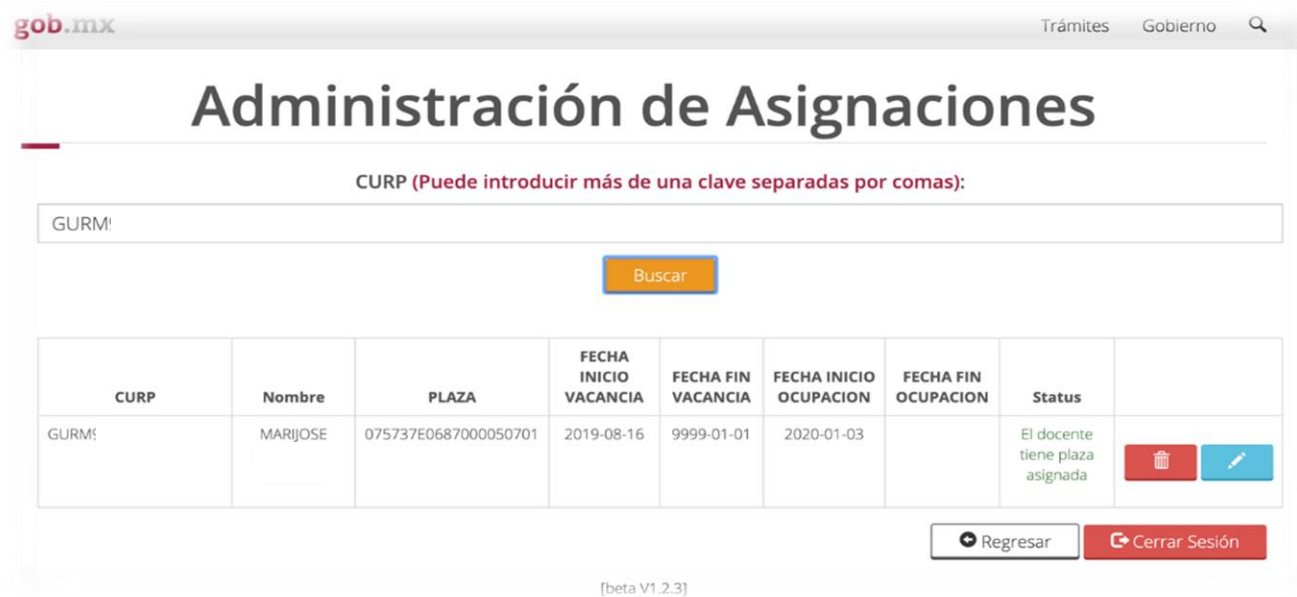 gob.mx
Trámites Gobierno
Administración de Asignaciones
CURP (Puede introducir más de una clave separadas por comas):
GURM
Buscar
CURP Nombre PLAZA FECHA INICIO VACANCIA FECHA FIN VACANCIA FECHA INICIO OCUPACION FECHA FIN OCUPACION Status
GURM MARIJOSE 075737E0687000050701 2019-08-16 9999-01-01 2020-01-03 El docente tiene plaza asignada
Regresar Cerrar Sesión
[beta V1.2.3]